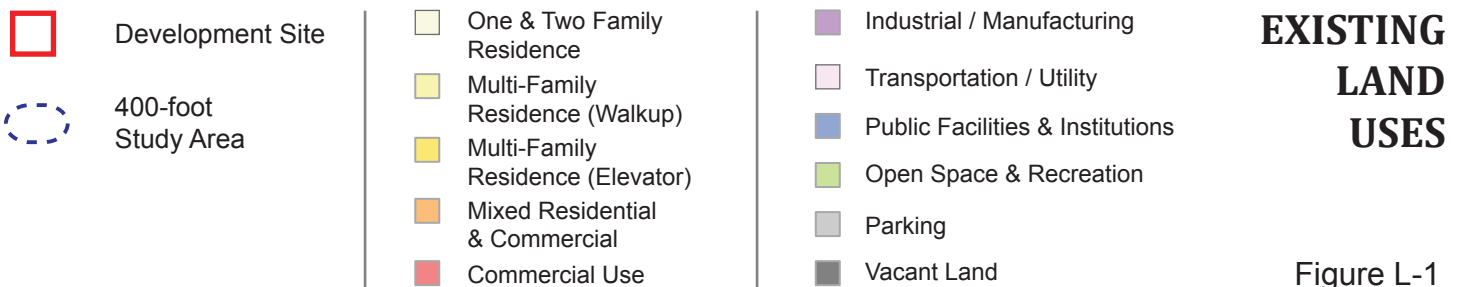 Development Site
400-foot
Study Area
One & Two Family
Residence
Multi-Family
Residence (Walkup)
Multi-Family
Residence (Elevator)
Mixed Residential
& Commercial
Commercial Use
Industrial / Manufacturing
Transportation / Utility
Public Facilities & Institutions
Open Space & Recreation
Parking
Vacant Land
EXISTING
LAND
USES
Figure L-1